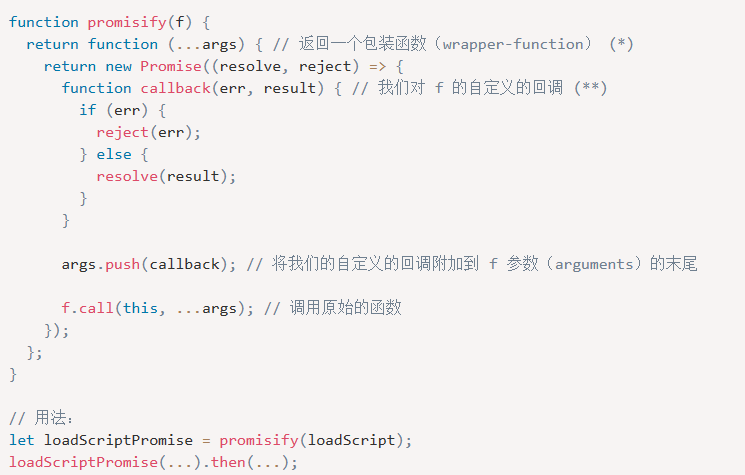 function promisify(f) {
  return function (...args) { // 返回一个包装函数（wrapper-function） (*)
    return new Promise((resolve, reject) => {
      function callback(err, result) { // 我们对 f 的自定义的回调 (**)
        if (err) {
          reject(err);
        } else {
          resolve(result);
        }
      }

      args.push(callback); // 将我们的自定义的回调附加到 f 参数（arguments）的末尾

      f.call(this, ...args); // 调用原始的函数
    });
  };
}

// 用法：
let loadScriptPromise = promisify(loadScript);
loadScriptPromise(...).then(...);